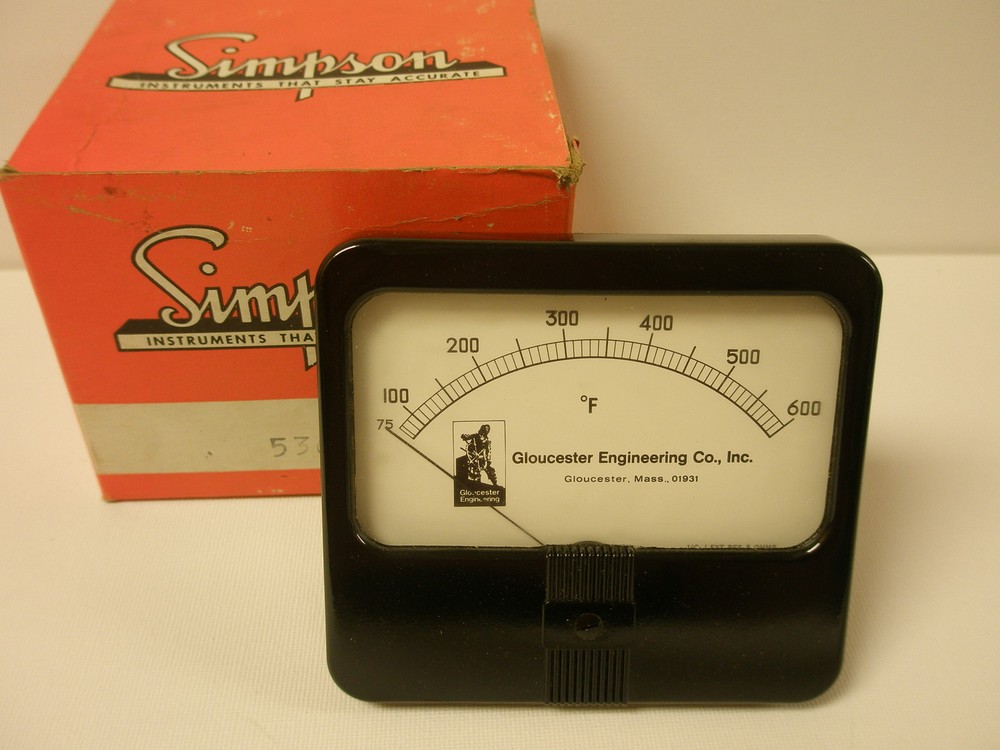 Simpson
INSTRUMENTS THAT STAY ACCURATE
Simp
INSTRUMENTS THA
53
75
100
200
300
400
500
600
°F
Gloucester
Engineering
Gloucester Engineering Co., Inc.
Gloucester, Mass., 01931